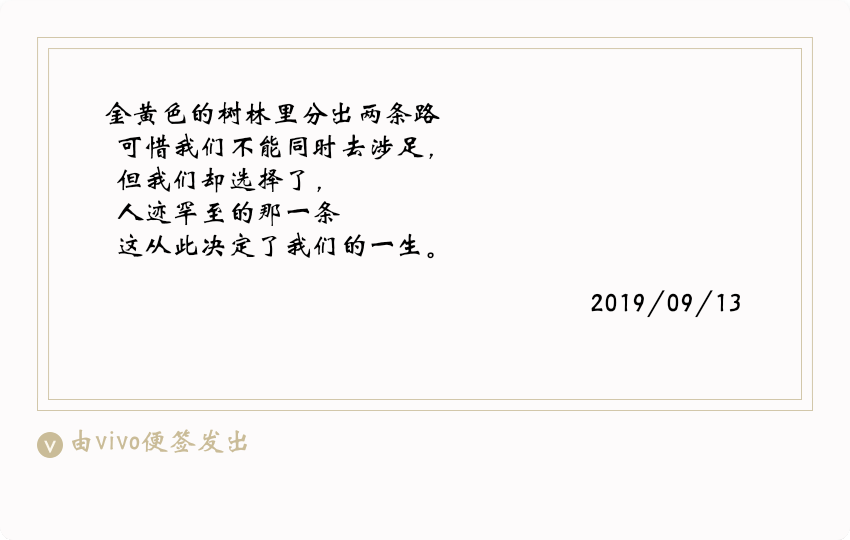 金黄色的树林里分出两条路
可惜我们不能同时去涉足，
但我们却选择了，
人迹罕至的那一条
这从此决定了我们的一生。
2019/09/13
v 由vivo便签发出